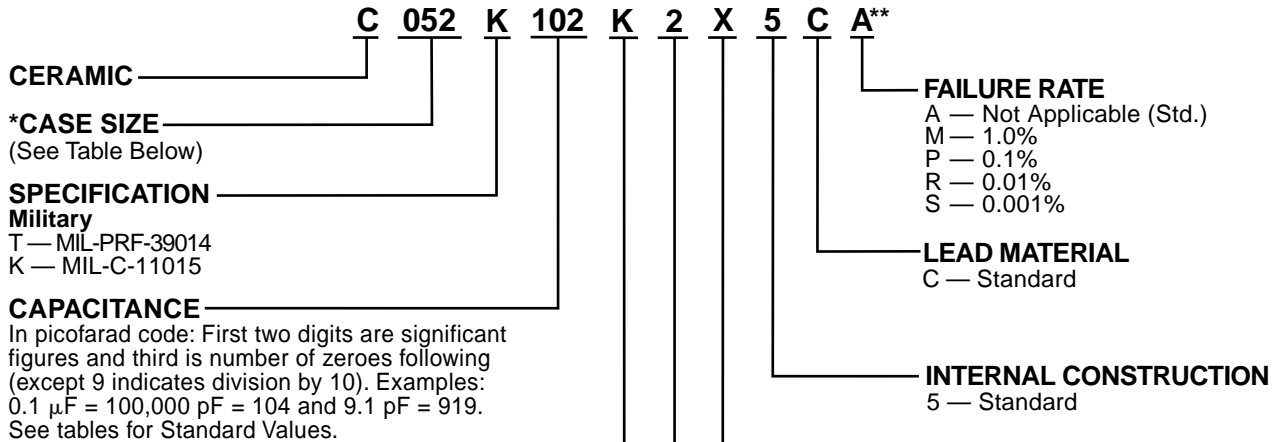 C 052 K 102 K 2 X 5 C A**
CERAMIC
*CASE SIZE
(See Table Below)
SPECIFICATION
Military
T — MIL-PRF-39014
K — MIL-C-11015
CAPACITANCE
In picofarad code: First two digits are significant
figures and third is number of zeroes following
(except 9 indicates division by 10). Examples:
0.1 μF = 100,000 pF = 104 and 9.1 pF = 919.
See tables for Standard Values.
FAILURE RATE
A — Not Applicable (Std.)
M — 1.0%
P — 0.1%
R — 0.01%
S — 0.001%
LEAD MATERIAL
C — Standard
INTERNAL CONSTRUCTION
5 — Standard